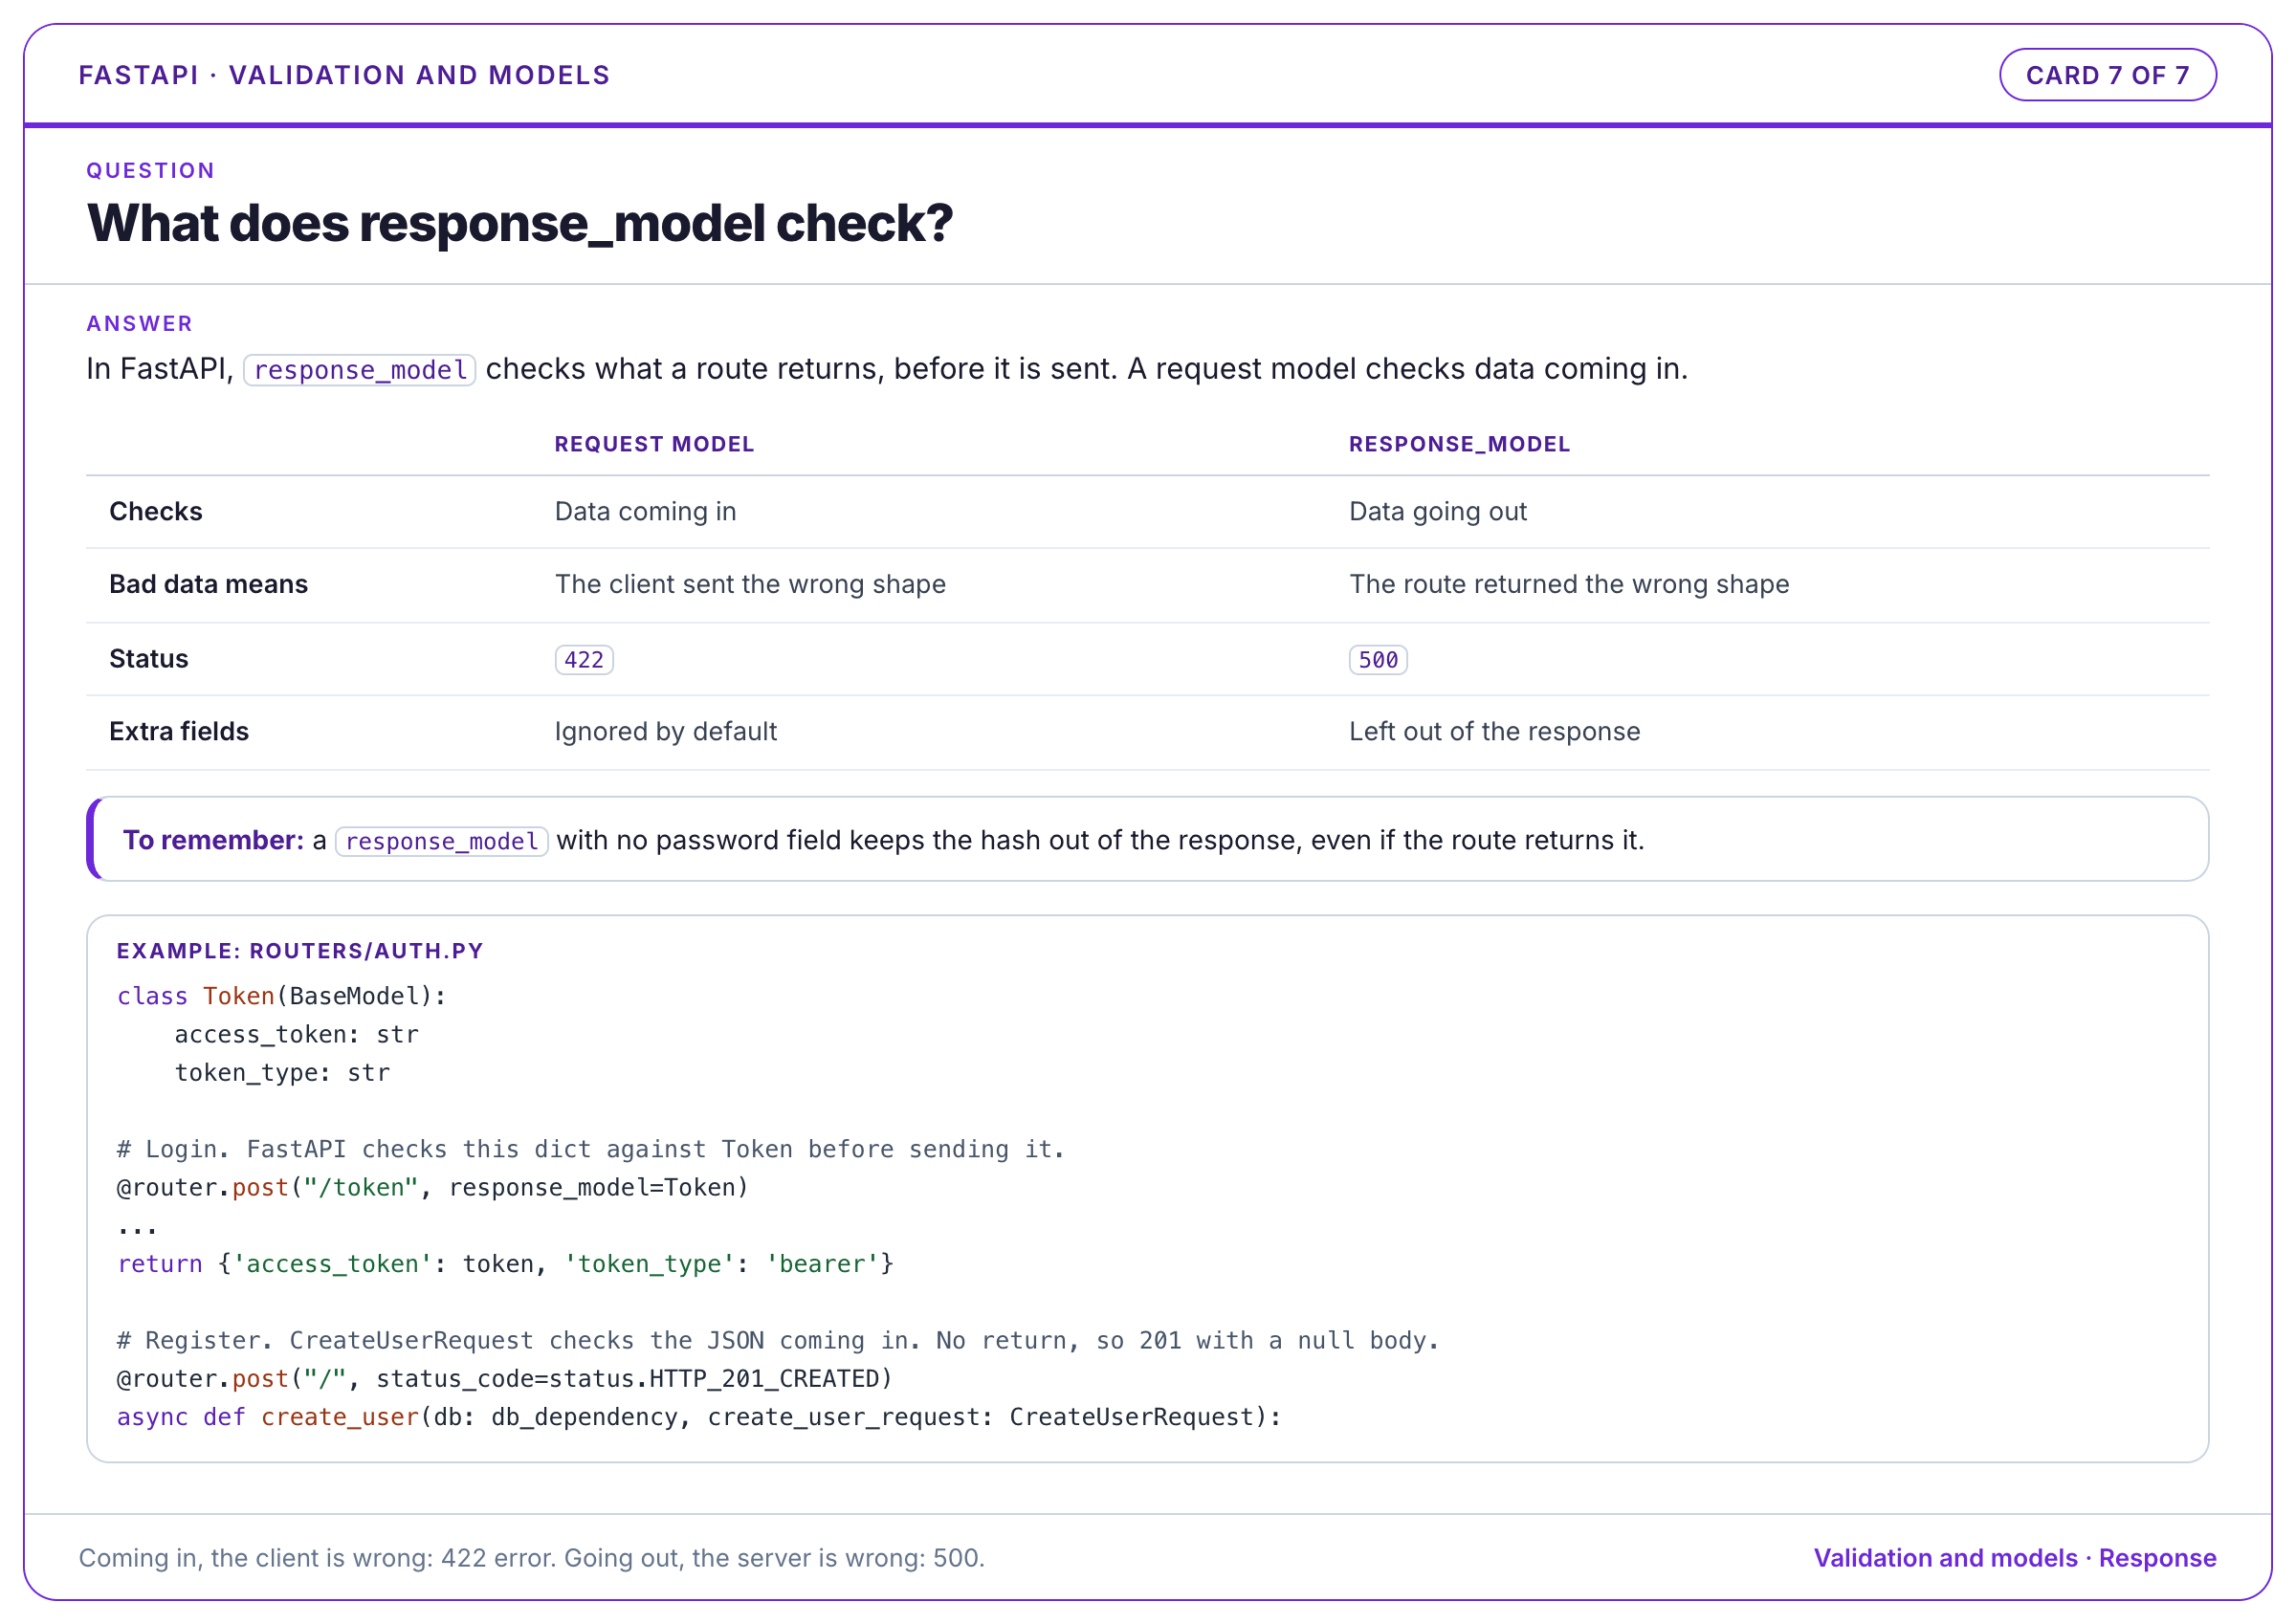 FASTAPI · VALIDATION AND MODELS
CARD 7 OF 7
QUESTION
What does response_model check?
ANSWER
In FastAPI, response_model checks what a route returns, before it is sent. A request model checks data coming in.
REQUEST MODEL RESPONSE_MODEL
Checks Data coming in Data going out
Bad data means The client sent the wrong shape The route returned the wrong shape
Status 422 500
Extra fields Ignored by default Left out of the response
To remember: a response_model with no password field keeps the hash out of the response, even if the route returns it.
EXAMPLE: ROUTERS/AUTH.PY
class Token(BaseModel):
    access_token: str
    token_type: str
# Login. FastAPI checks this dict against Token before sending it.
@router.post("/token", response_model=Token)
...
return {'access_token': token, 'token_type': 'bearer'}
# Register. CreateUserRequest checks the JSON coming in. No return, so 201 with a null body.
@router.post("/", status_code=status.HTTP_201_CREATED)
async def create_user(db: db_dependency, create_user_request: CreateUserRequest):
Coming in, the client is wrong: 422 error. Going out, the server is wrong: 500.
Validation and models · Response